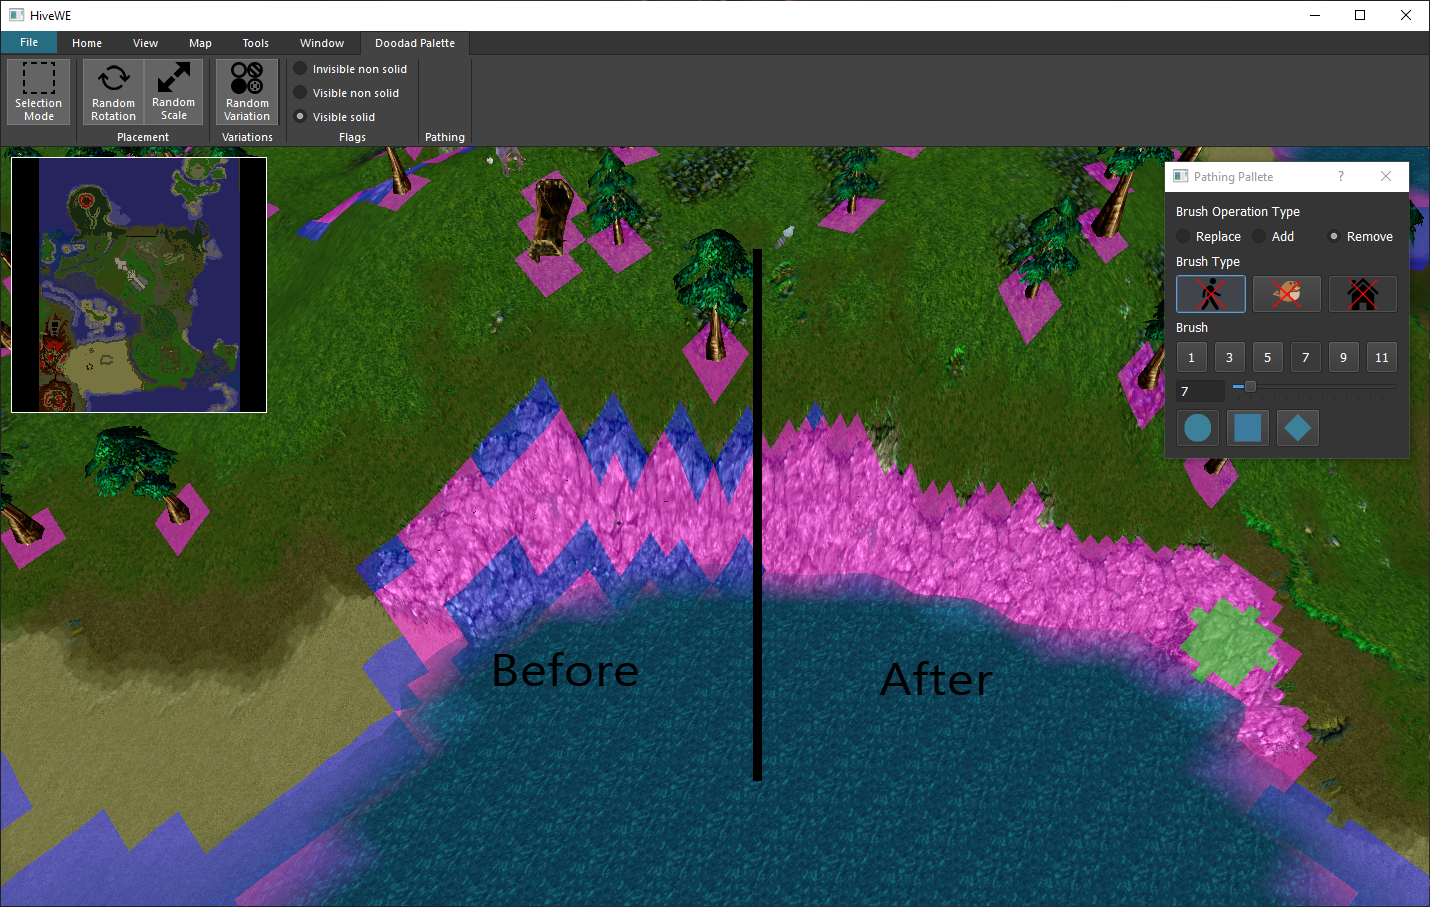 HiveWE
File Home View Map Tools Window Doodad Palette
Selection Mode
Random Rotation
Random Scale
Placement
Random Variation
Variations
Invisible non solid
Visible non solid
Visible solid
Flags
Pathing
Pathing Pallete ?
Brush Operation Type
Replace Add Remove
Brush Type
Brush
1 3 5 7 9 11
7
Before
After